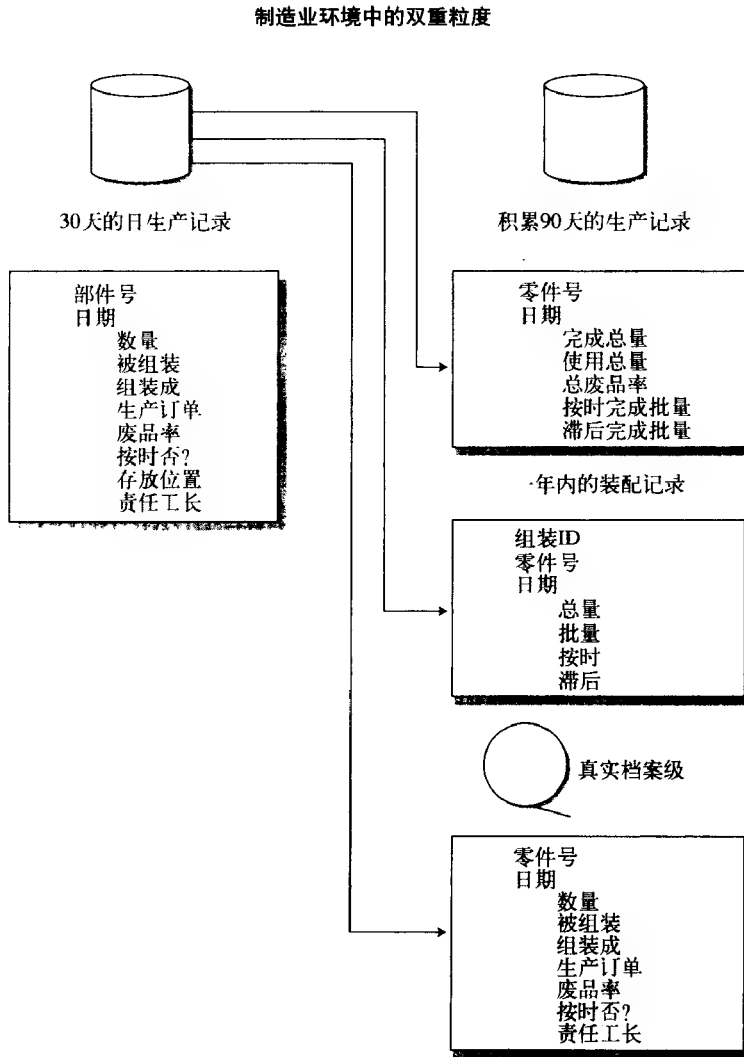 制造业环境中的双重粒度
30天的日生产记录
部件号
日期
数量
被组装
组装成
生产订单
废品率
按时否?
存放位置
责任工长
积累90天的生产记录
零件号
日期
完成总量
使用总量
总废品率
按时完成批量
滞后完成批量
一年内的装配记录
组装ID
零件号
日期
总量
批量
按时
滞后
真实档案级
零件号
日期
数量
被组装
组装成
生产订单
废品率
按时否?
责任工长